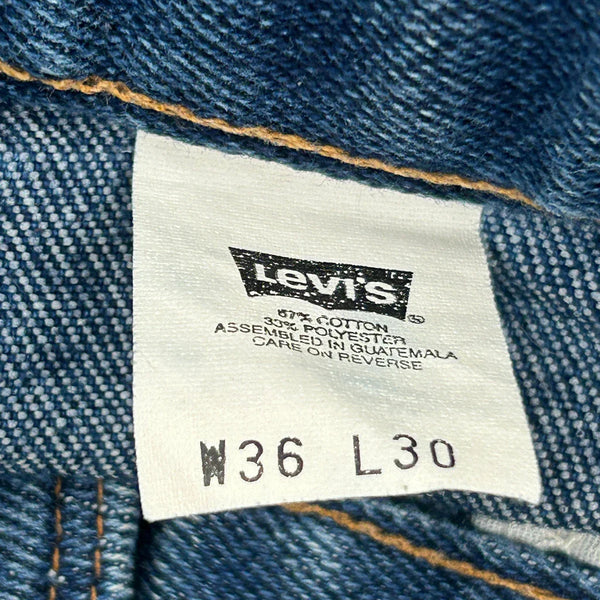 Levi's ®
67% COTTON
33% POLYESTER
ASSEMBLED IN GUATEMALA
CARE ON REVERSE
W36 L30